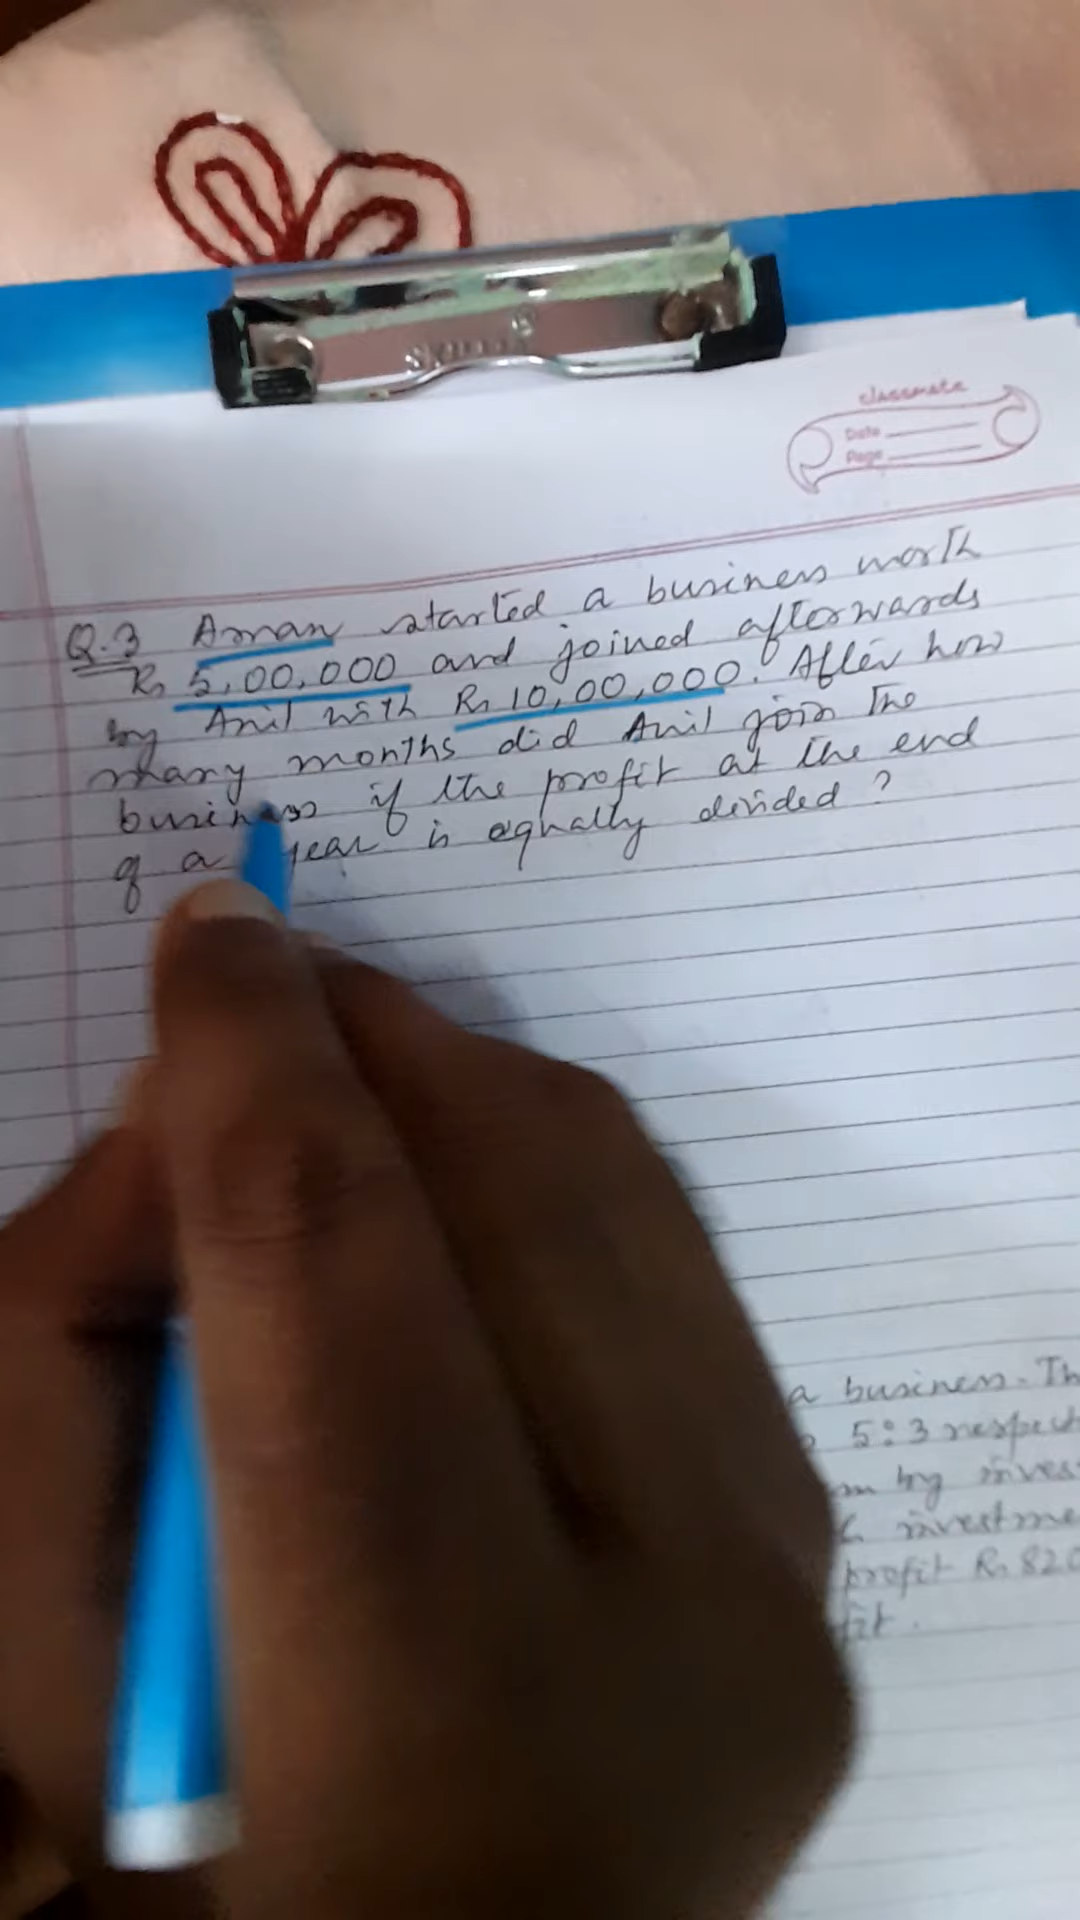 classmate
Date
Page
Q.3 Aman started a business worth
Rs 5,00,000 and joined afterwards
by Anil with Rs 10,00,000. After how
many months did Anil join the
business if the profit at the end
of a year is equally divided ?
a business. Th
5:3 respect
by inves
investme
profit Rs 820
fit.